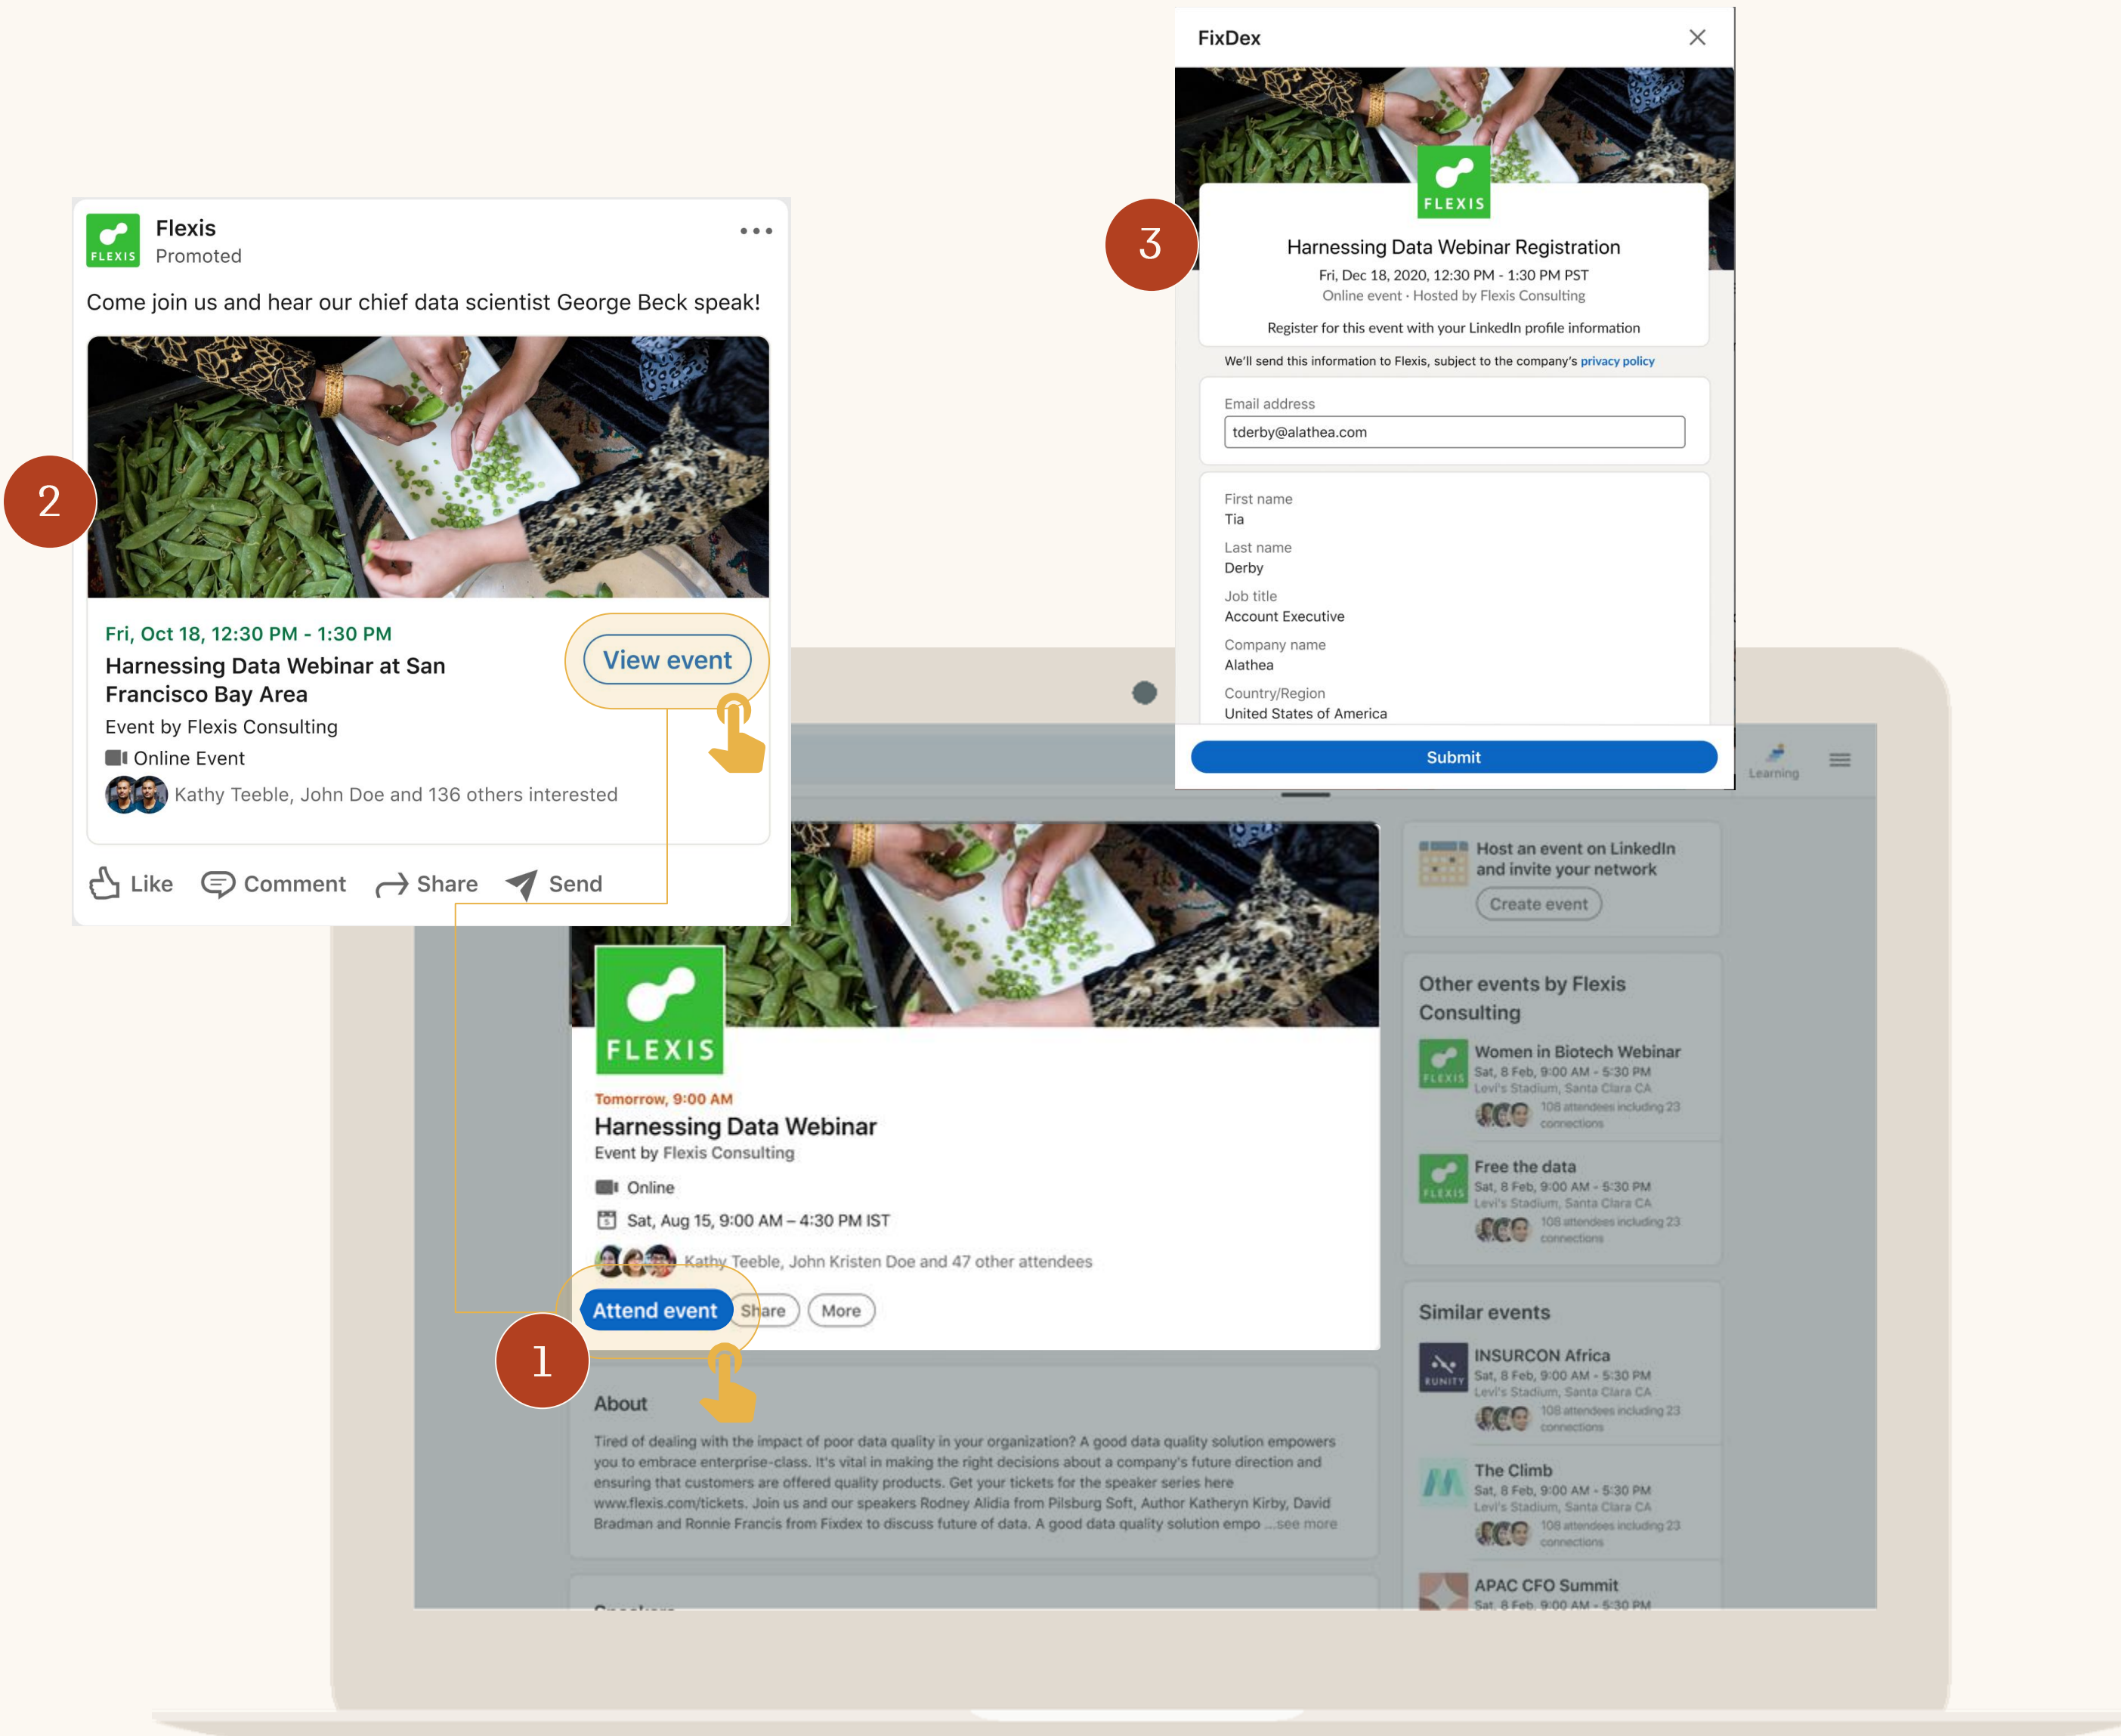 FixDex
FLEXIS
Harnessing Data Webinar Registration
Fri, Dec 18, 2020, 12:30 PM - 1:30 PM PST
Online event · Hosted by Flexis Consulting
Register for this event with your LinkedIn profile information
We'll send this information to Flexis, subject to the company's privacy policy
Email address
tderby@alathea.com
First name
Tia
Last name
Derby
Job title
Account Executive
Company name
Alathea
Country/Region
United States of America
Submit
3
FLEXIS
Flexis
Promoted
Come join us and hear our chief data scientist George Beck speak!
2
Fri, Oct 18, 12:30 PM - 1:30 PM
Harnessing Data Webinar at San
Francisco Bay Area
Event by Flexis Consulting
Online Event
Kathy Teeble, John Doe and 136 others interested
View event
Like
Comment
Share
Send
Learning
FLEXIS
Tomorrow, 9:00 AM
Harnessing Data Webinar
Event by Flexis Consulting
Online
Sat, Aug 15, 9:00 AM – 4:30 PM IST
Kathy Teeble, John Kristen Doe and 47 other attendees
Attend event
Share
More
1
About
Tired of dealing with the impact of poor data quality in your organization? A good data quality solution empowers
you to embrace enterprise-class. It's vital in making the right decisions about a company's future direction and
ensuring that customers are offered quality products. Get your tickets for the speaker series here
www.flexis.com/tickets. Join us and our speakers Rodney Alidia from Pilsburg Soft, Author Katheryn Kirby, David
Bradman and Ronnie Francis from Fixdex to discuss future of data. A good data quality solution empo ...see more
Speakers
Host an event on LinkedIn
and invite your network
Create event
Other events by Flexis
Consulting
FLEXIS
Women in Biotech Webinar
Sat, 8 Feb, 9:00 AM - 5:30 PM
Levi's Stadium, Santa Clara CA
108 attendees including 23
connections
FLEXIS
Free the data
Sat, 8 Feb, 9:00 AM - 5:30 PM
Levi's Stadium, Santa Clara CA
108 attendees including 23
connections
Similar events
RUNITY
INSURCON Africa
Sat, 8 Feb, 9:00 AM - 5:30 PM
Levi's Stadium, Santa Clara CA
108 attendees including 23
connections
The Climb
Sat, 8 Feb, 9:00 AM - 5:30 PM
Levi's Stadium, Santa Clara CA
108 attendees including 23
connections
APAC CFO Summit
Sat, 8 Feb, 9:00 AM - 5:30 PM